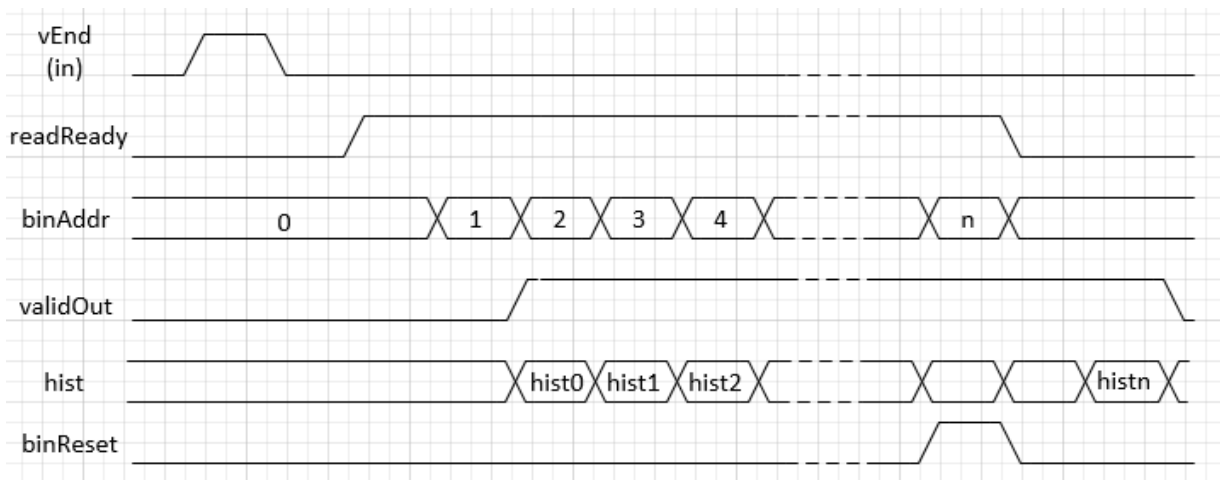 vEnd
(in)
readReady
binAddr
0
1
2
3
4
n
validOut
hist
hist0
hist1
hist2
histn
binReset